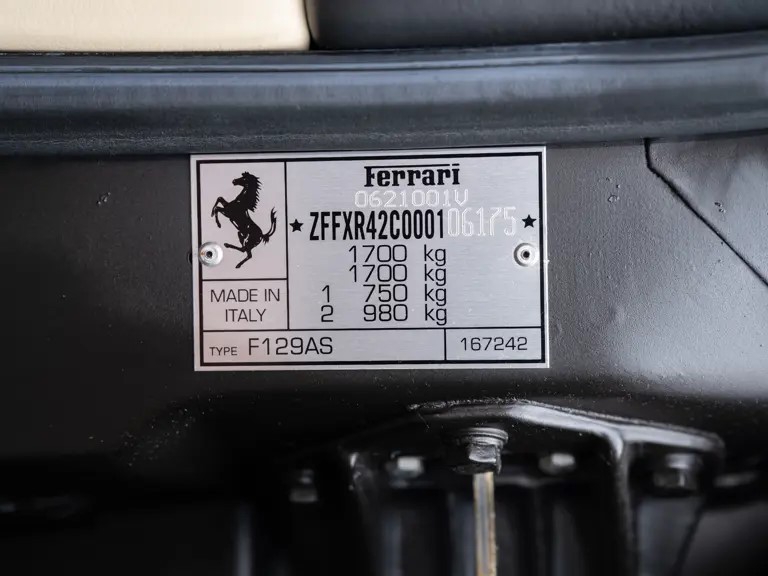 Ferrari
0621001V
★ ZFFXR42C000106175 ★
1700 kg
1700 kg
1 750 kg
2 980 kg
MADE IN
ITALY
TYPE F129AS
167242